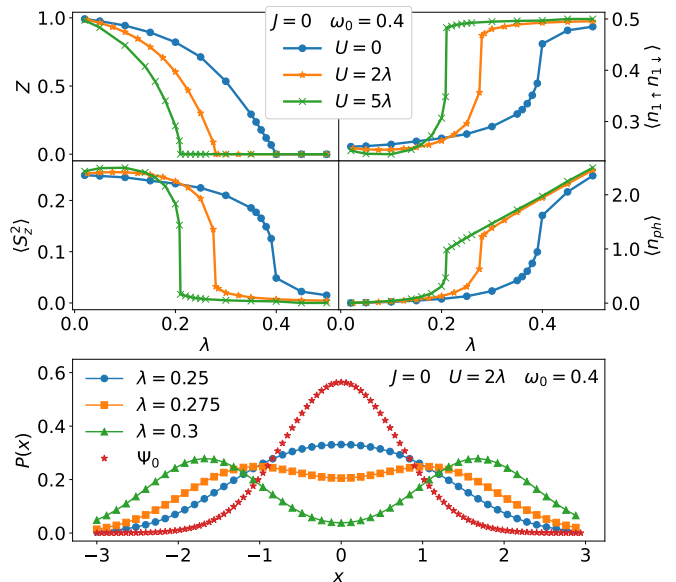 J = 0 ω₀ = 0.4
U = 0
U = 2λ
U = 5λ
1.0
0.5
0.0
Z
0.5
0.4
0.3
⟨n₁↑ n₁↓⟩
0.2
0.1
0.0
⟨S_z²⟩
2.0
1.0
0.0
⟨n_ph⟩
0.0 0.2 0.4
λ
0.0 0.2 0.4
λ
λ = 0.25
λ = 0.275
λ = 0.3
Ψ₀
J = 0 U = 2λ ω₀ = 0.4
0.6
0.4
0.2
0.0
P(x)
−3 −2 −1 0 1 2 3
x